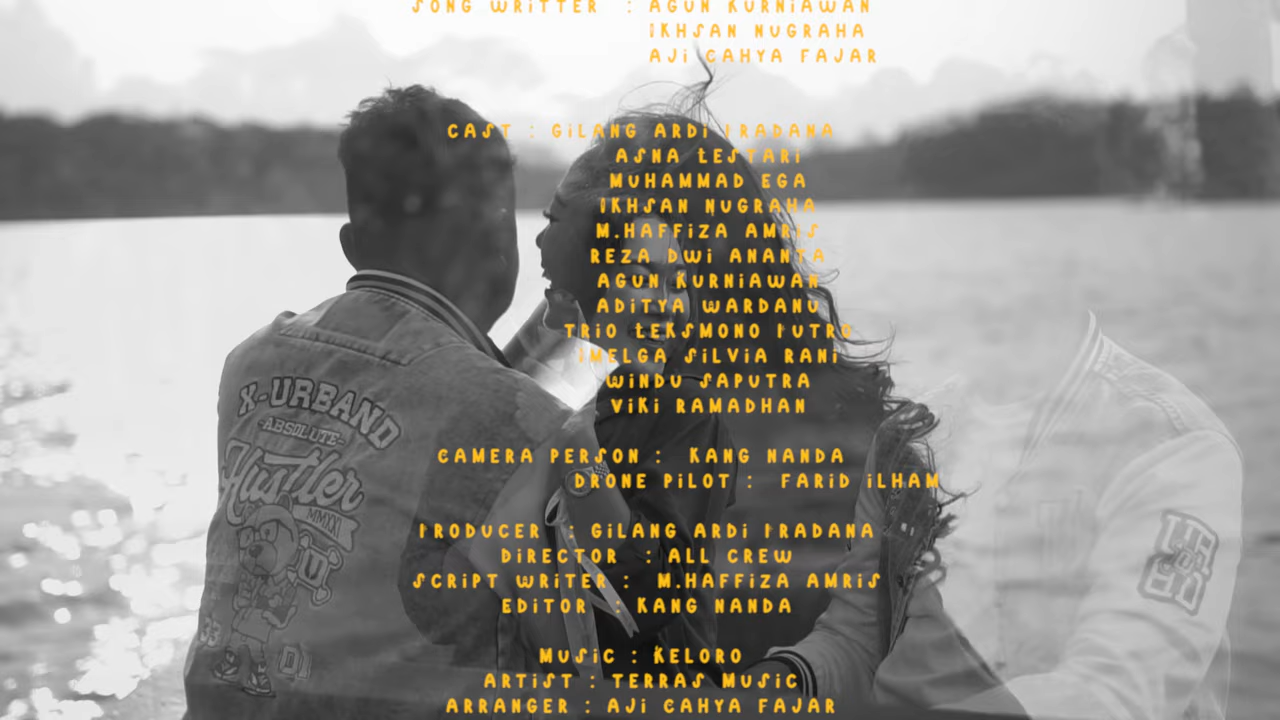 SONG WRITTER : AGUN KURNIAWAN
IKHSAN NUGRAHA
AJI CAHYA FAJAR
CAST : GILANG ARDI PRADANA
ASNA LESTARI
MUHAMMAD EGA
IKHSAN NUGRAHA
M.HAFFIZA AMRIS
REZA DWI ANANTA
AGUN KURNIAWAN
ADITYA WARDANU
TRIO LEKSMONO PUTRO
IMELGA SILVIA RANI
WINDU SAPUTRA
VIKI RAMADHAN
CAMERA PERSON : KANG NANDA
DRONE PILOT : FARID ILHAM
PRODUCER : GILANG ARDI PRADANA
DIRECTOR : ALL CREW
SCRIPT WRITER : M.HAFFIZA AMRIS
EDITOR : KANG NANDA
MUSIC : KELORO
ARTIST : TERRAS MUSIC
ARRANGER : AJI CAHYA FAJAR
X-URBAND
-ABSOLUTE-
Hustler
MMXXI